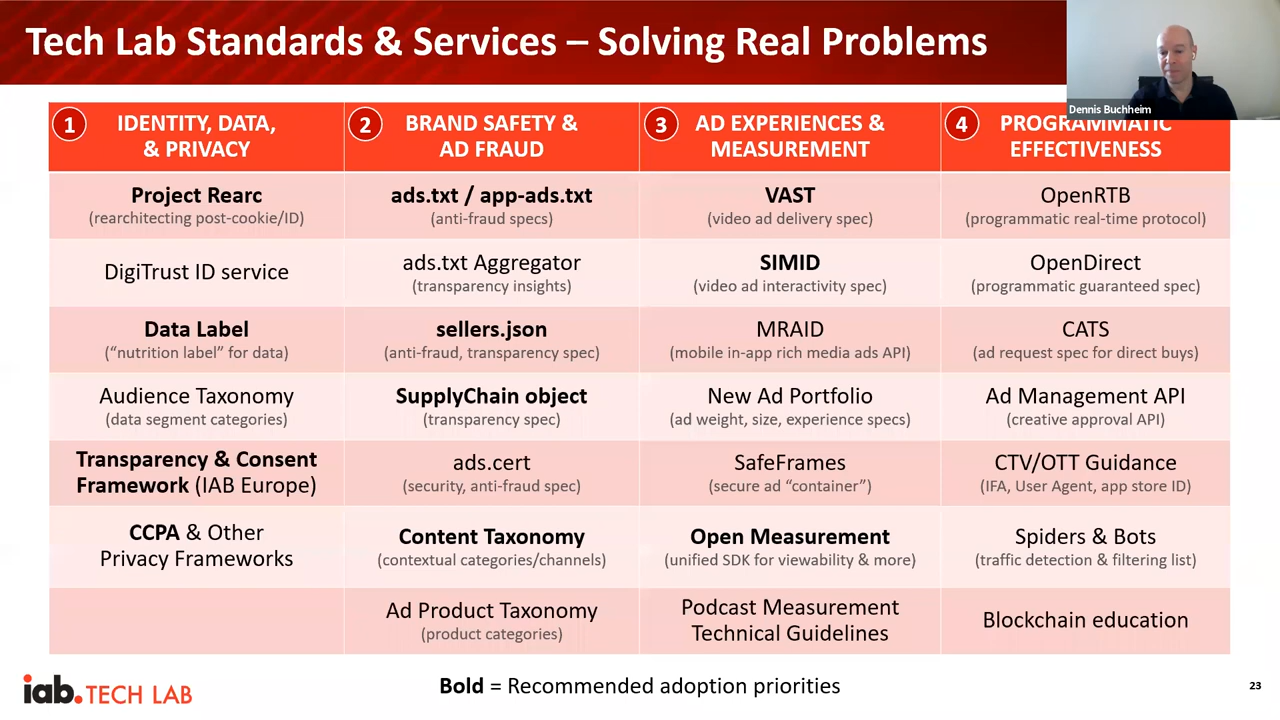 Tech Lab Standards & Services – Solving Real Problems
Dennis Buchheim
1
IDENTITY, DATA,
& PRIVACY
2
BRAND SAFETY &
AD FRAUD
3
AD EXPERIENCES &
MEASUREMENT
4
PROGRAMMATIC
EFFECTIVENESS
Project Rearc
(rearchitecting post-cookie/ID)
ads.txt / app-ads.txt
(anti-fraud specs)
VAST
(video ad delivery spec)
OpenRTB
(programmatic real-time protocol)
DigiTrust ID service
ads.txt Aggregator
(transparency insights)
SIMID
(video ad interactivity spec)
OpenDirect
(programmatic guaranteed spec)
Data Label
(“nutrition label” for data)
sellers.json
(anti-fraud, transparency spec)
MRAID
(mobile in-app rich media ads API)
CATS
(ad request spec for direct buys)
Audience Taxonomy
(data segment categories)
SupplyChain object
(transparency spec)
New Ad Portfolio
(ad weight, size, experience specs)
Ad Management API
(creative approval API)
Transparency & Consent
Framework (IAB Europe)
ads.cert
(security, anti-fraud spec)
SafeFrames
(secure ad “container”)
CTV/OTT Guidance
(IFA, User Agent, app store ID)
CCPA & Other
Privacy Frameworks
Content Taxonomy
(contextual categories/channels)
Open Measurement
(unified SDK for viewability & more)
Spiders & Bots
(traffic detection & filtering list)
Ad Product Taxonomy
(product categories)
Podcast Measurement
Technical Guidelines
Blockchain education
iab. TECH LAB
Bold = Recommended adoption priorities
23